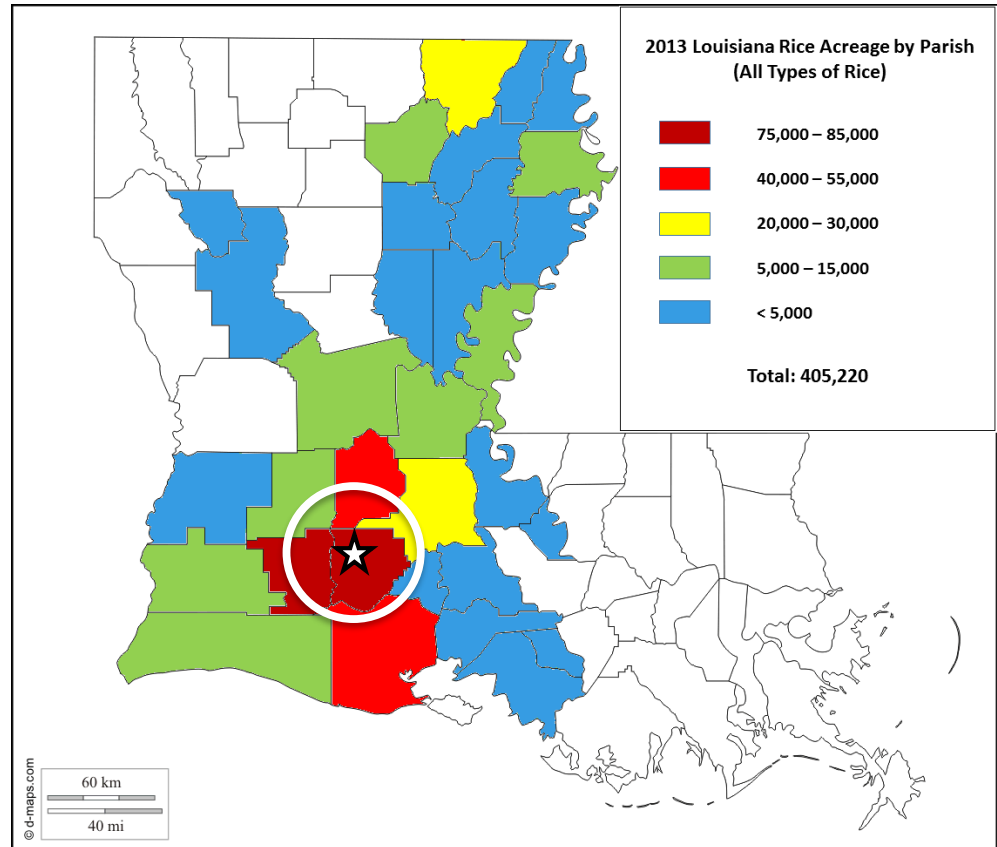 2013 Louisiana Rice Acreage by Parish
(All Types of Rice)
75,000 – 85,000
40,000 – 55,000
20,000 – 30,000
5,000 – 15,000
< 5,000
Total: 405,220
60 km
40 mi
© d-maps.com